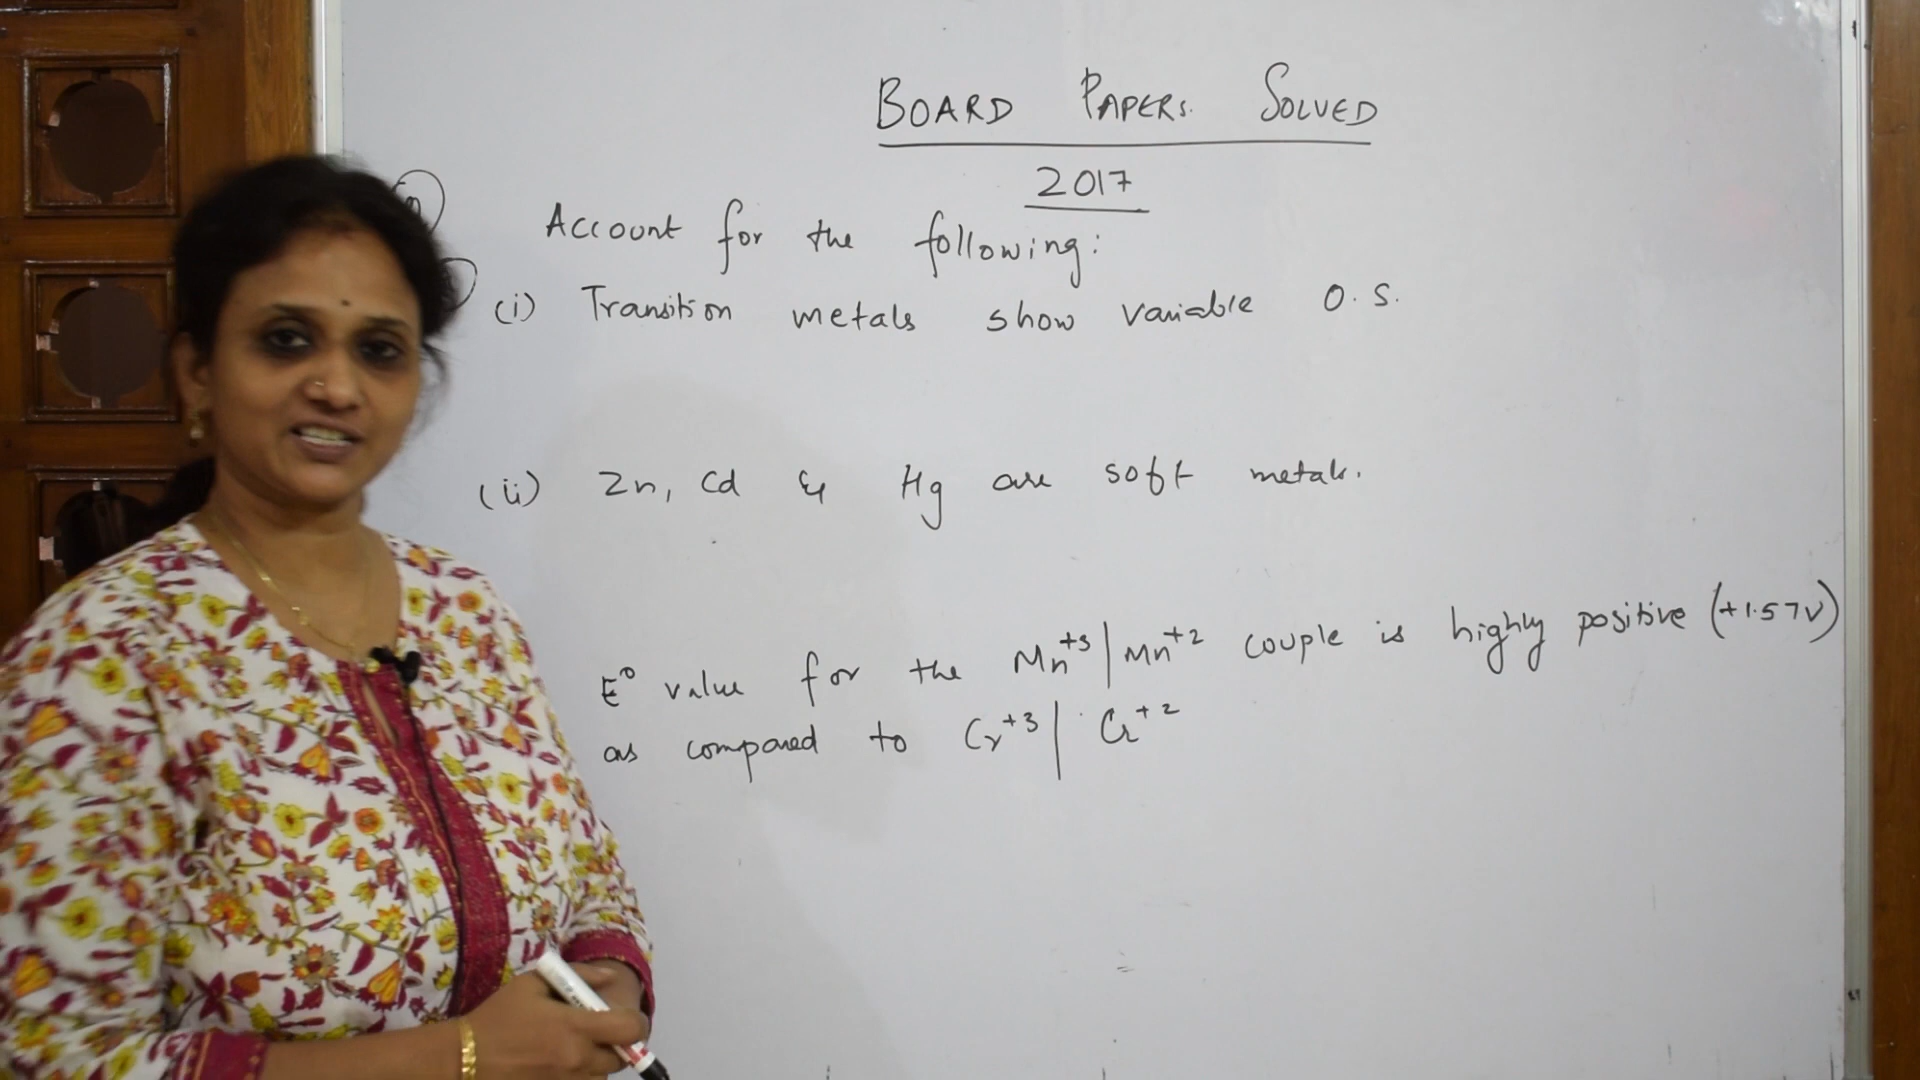 BOARD PAPERS. SOLVED
2017
Account for the following:
(i) Transition metals show variable O.S.
(ii) Zn, Cd & Hg are soft metals.
E° value for the Mn⁺³|Mn⁺² couple is highly positive (+1.57V)
as compared to Cr⁺³| Cr⁺²